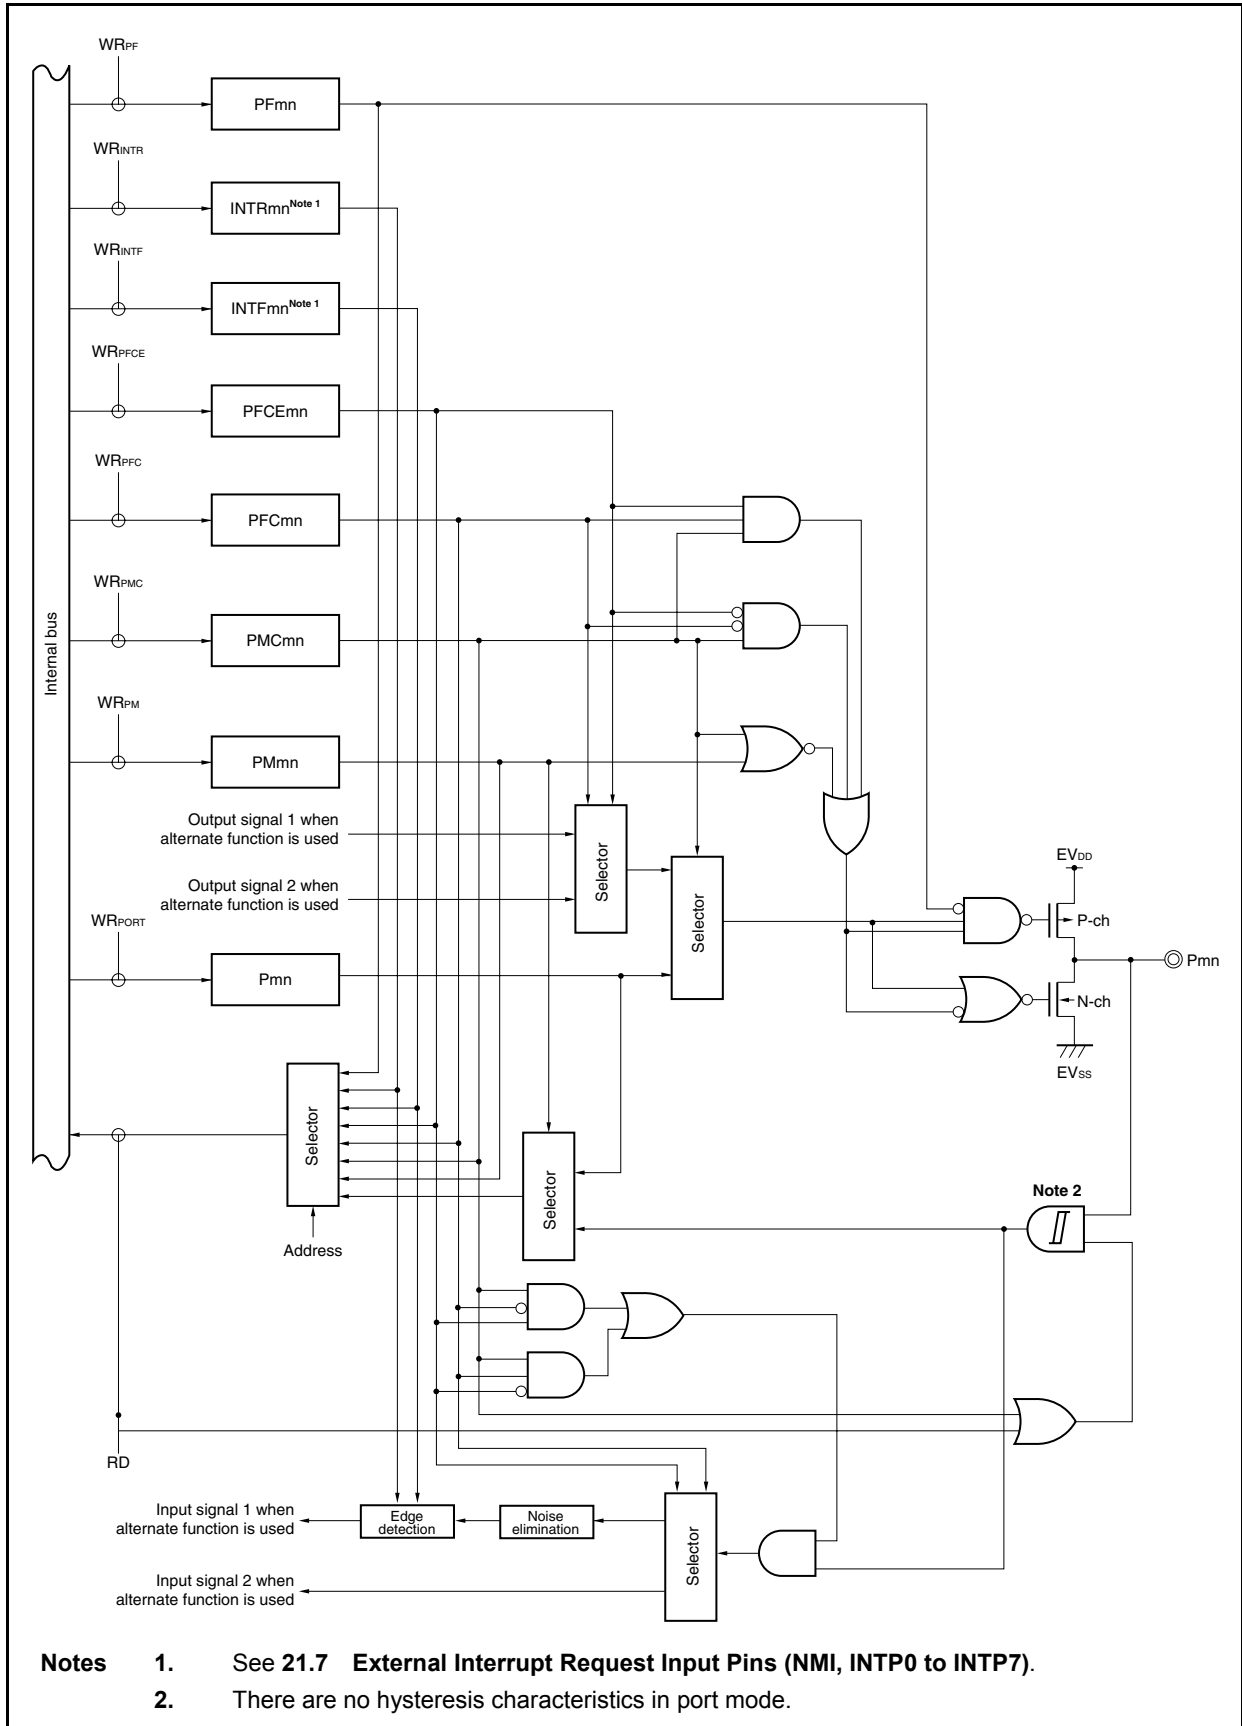 WRPF
PFmn
WRINTR
INTRmnNote 1
WRINTF
INTFmnNote 1
WRPFCE
PFCEmn
WRPFC
PFCmn
WRPMC
PMCmn
Internal bus
WRPM
PMmn
Output signal 1 when
alternate function is used
Output signal 2 when
alternate function is used
Selector
Selector
EVDD
P-ch
Pmn
N-ch
EVSS
WRPORT
Pmn
Selector
Address
Selector
Note 2
RD
Input signal 1 when
alternate function is used
Edge
detection
Noise
elimination
Selector
Input signal 2 when
alternate function is used
Notes 1. See 21.7 External Interrupt Request Input Pins (NMI, INTP0 to INTP7).
2. There are no hysteresis characteristics in port mode.